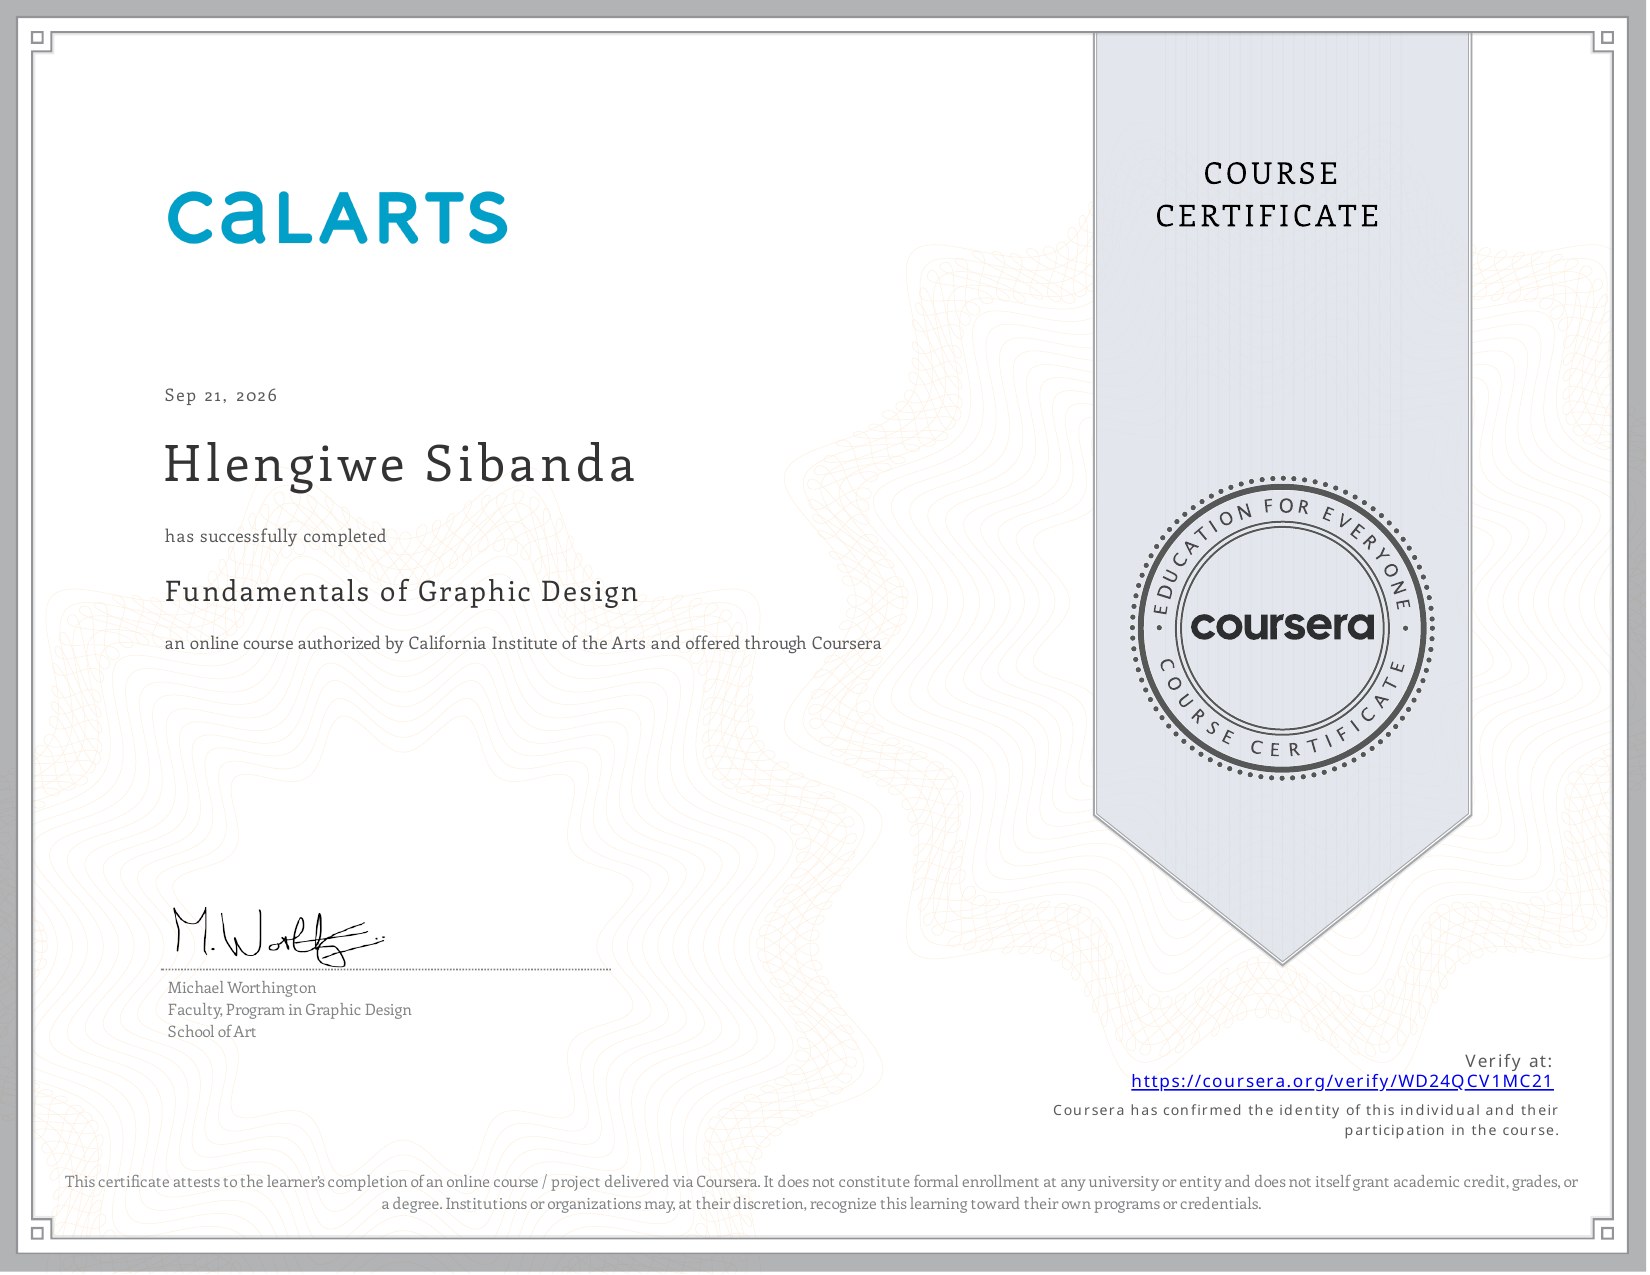 CALARTS
COURSE
CERTIFICATE
Sep 21, 2026
Hlengiwe Sibanda
has successfully completed
Fundamentals of Graphic Design
an online course authorized by California Institute of the Arts and offered through Coursera
EDUCATION FOR EVERYONE
coursera
COURSE CERTIFICATE
M. Worthington
Michael Worthington
Faculty, Program in Graphic Design
School of Art
Verify at:
https://coursera.org/verify/WD24QCV1MC21
Coursera has confirmed the identity of this individual and their
participation in the course.
This certificate attests to the learner's completion of an online course / project delivered via Coursera. It does not constitute formal enrollment at any university or entity and does not itself grant academic credit, grades, or
a degree. Institutions or organizations may, at their discretion, recognize this learning toward their own programs or credentials.